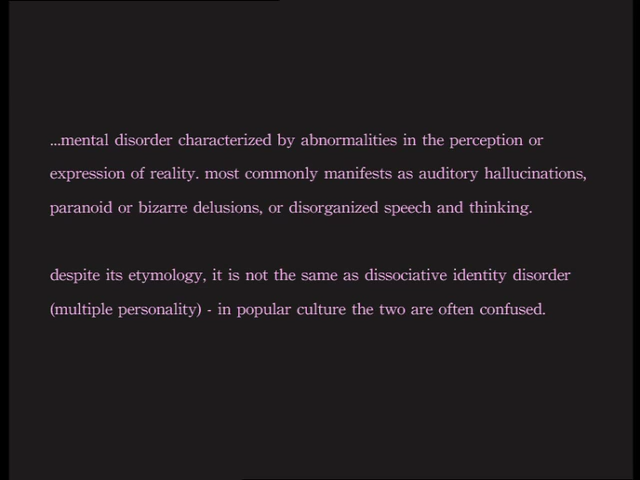 ...mental disorder characterized by abnormalities in the perception or
expression of reality. most commonly manifests as auditory hallucinations,
paranoid or bizarre delusions, or disorganized speech and thinking.
despite its etymology, it is not the same as dissociative identity disorder
(multiple personality) - in popular culture the two are often confused.